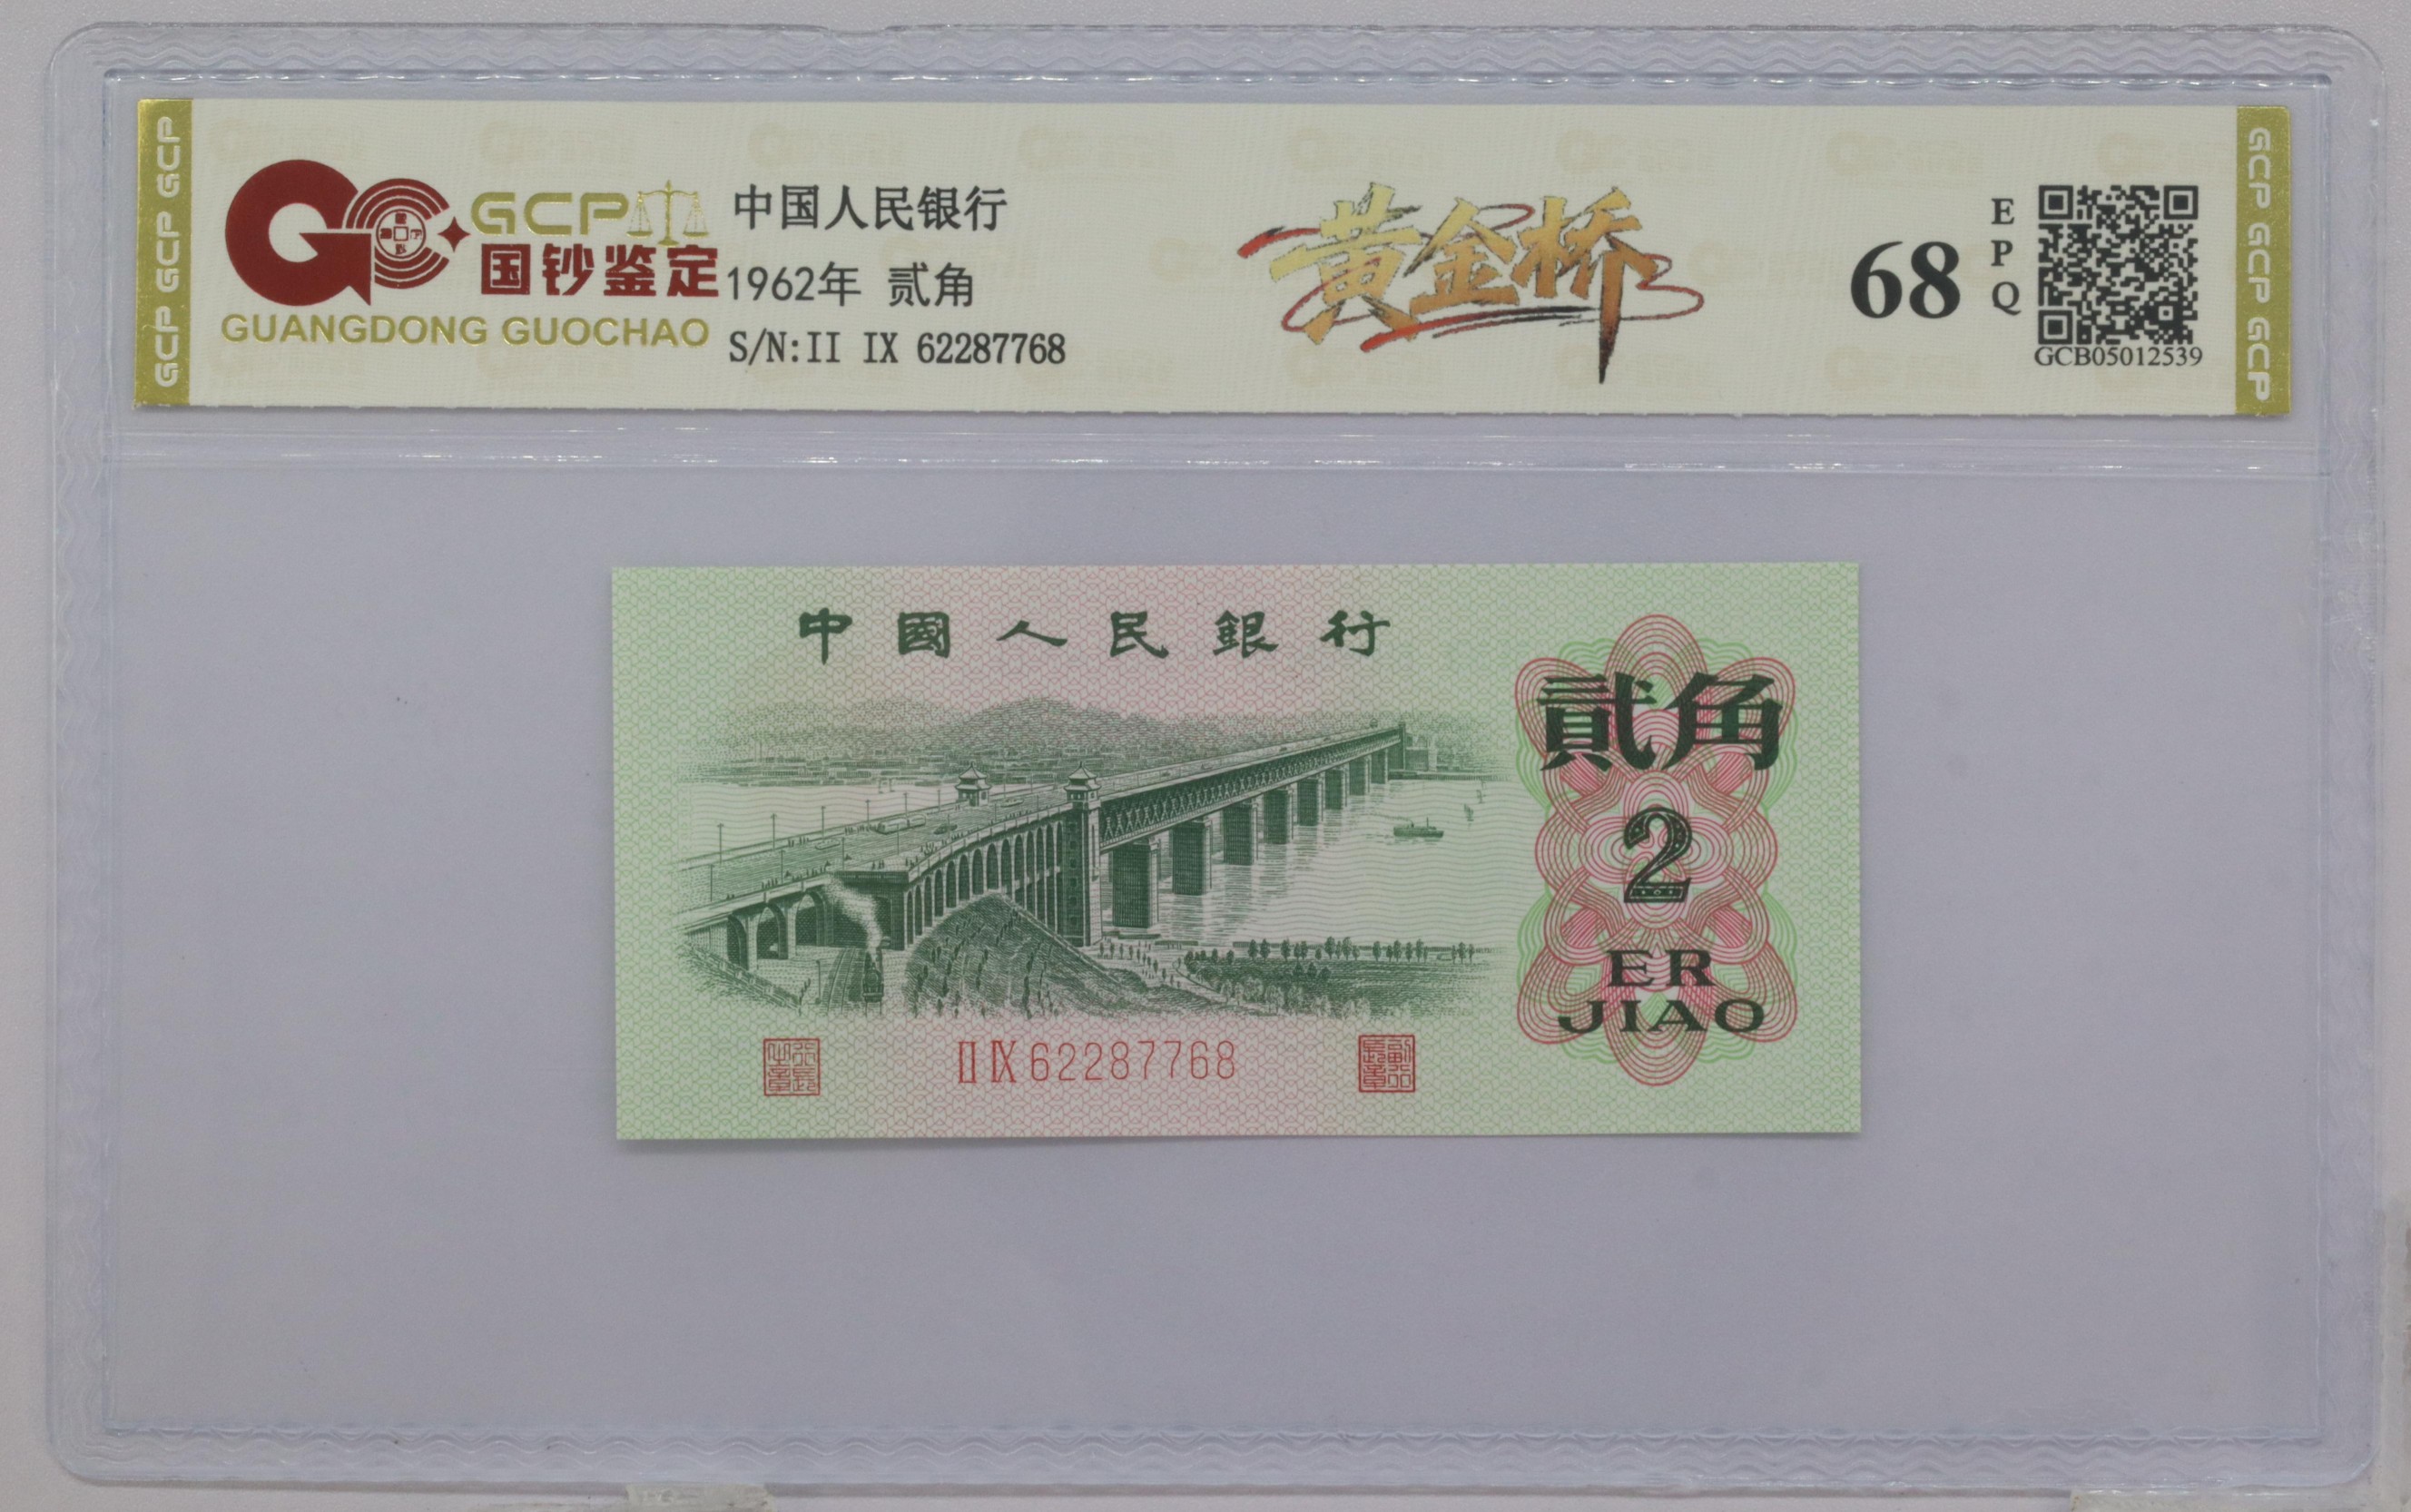 GCP GCP GCP
GCP
国钞鉴定
GUANGDONG GUOCHAO
中国人民银行
1962年 贰角
S/N:II IX 62287768
黄金桥
68
EPQ
GCB05012539
GCP GCP GCP
中國人民銀行
貳角
2
ER
JIAO
II IX 62287768